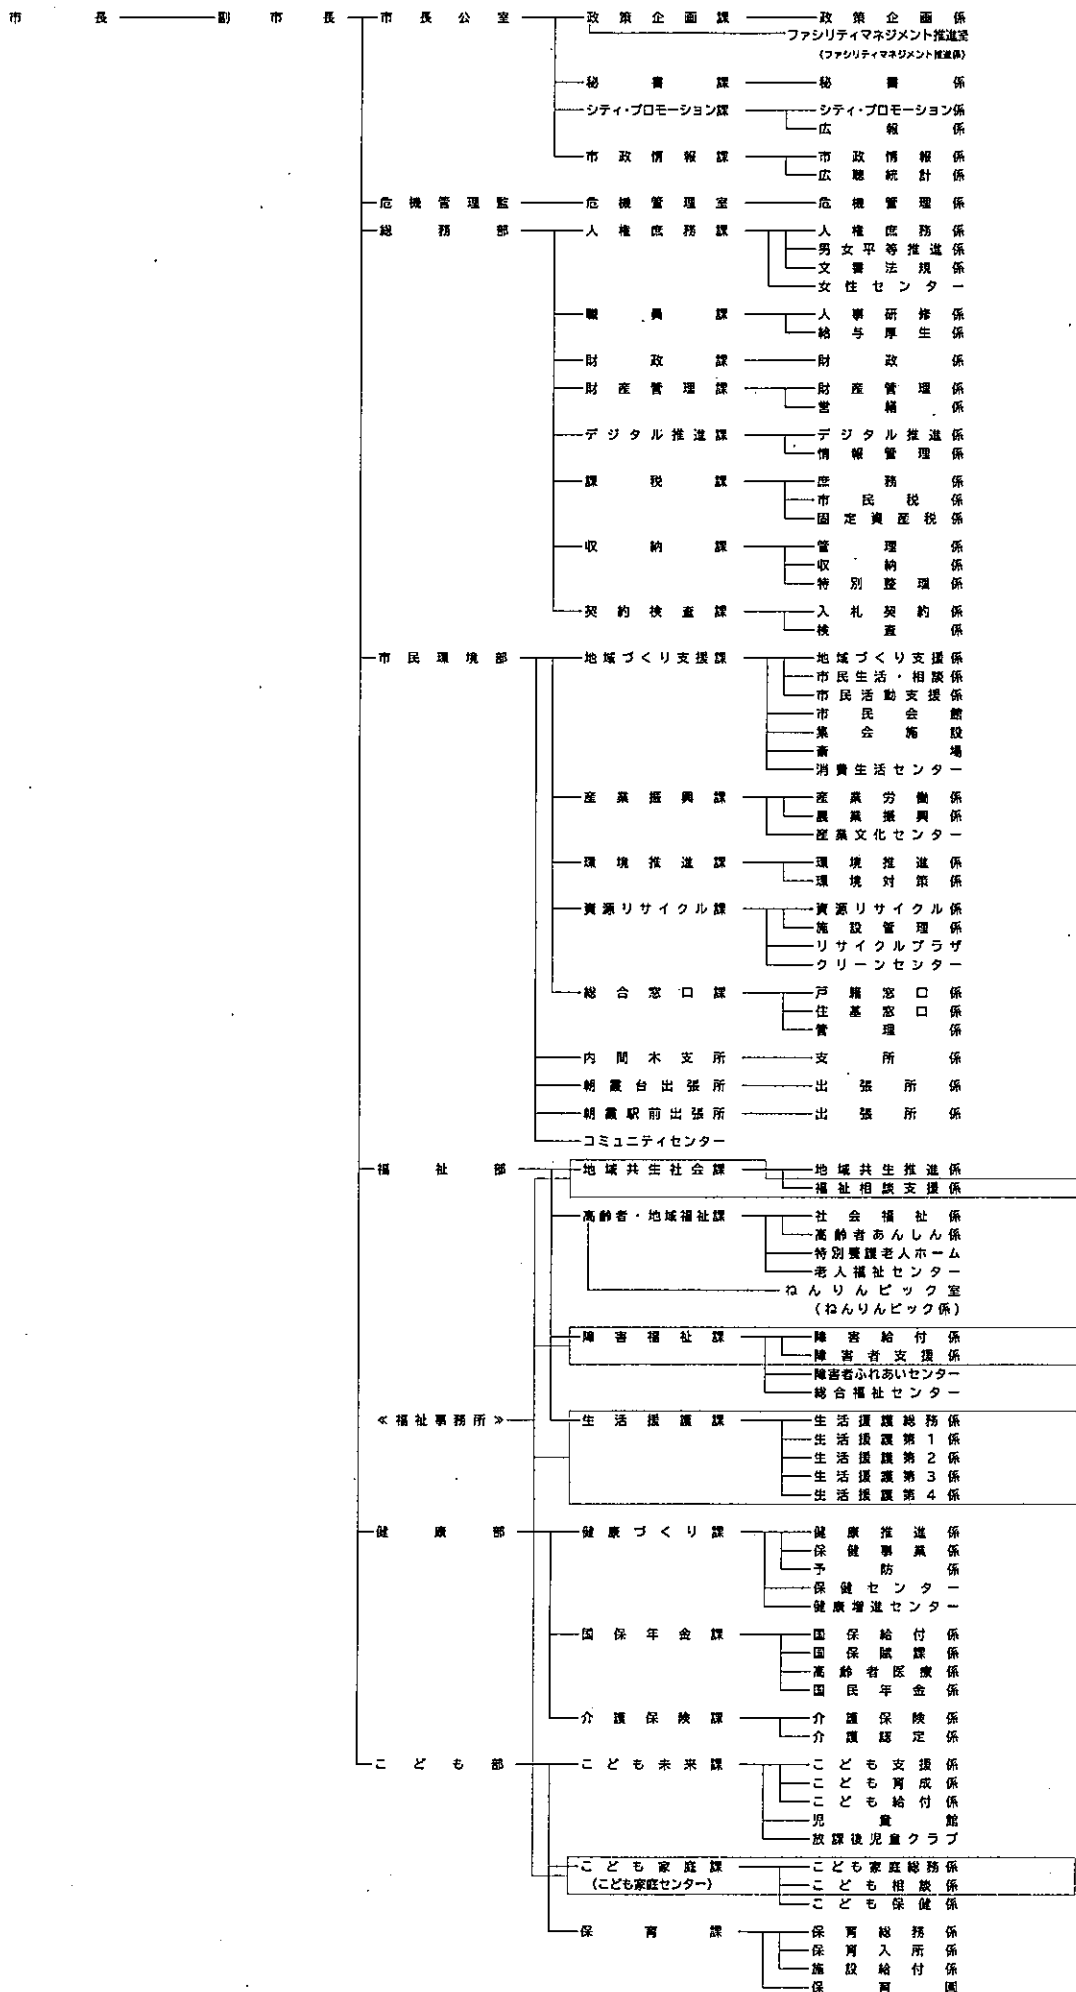 市長 副市長 市長公室 政策企画課 政策企画係
ファシリティマネジメント推進室
(ファシリティマネジメント推進係)
秘書課 秘書係
シティ・プロモーション課 シティ・プロモーション係
広報係
市政情報課 市政情報係
広聴統計係
危機管理監 危機管理室 危機管理係
総務部 人権庶務課 人権庶務係
男女平等推進係
文書法規係
女性センター
職員課 人事研修係
給与厚生係
財政課 財政係
財産管理課 財産管理係
営繕係
デジタル推進課 デジタル推進係
情報管理係
課税課 庶務係
市民税係
固定資産税係
収納課 管理係
収納係
特別整理係
契約検査課 入札契約係
検査係
市民環境部 地域づくり支援課 地域づくり支援係
市民生活・相談係
市民活動支援係
市民会館
集会施設
斎場
消費生活センター
産業振興課 産業労働係
農業振興係
産業文化センター
環境推進課 環境推進係
環境対策係
資源リサイクル課 資源リサイクル係
施設管理係
リサイクルプラザ
クリーンセンター
総合窓口課 戸籍窓口係
住基窓口係
管理係
内間木支所 支所係
朝霞台出張所 出張所係
朝霞駅前出張所 出張所係
コミュニティセンター
福祉部 地域共生社会課 地域共生推進係
福祉相談支援係
高齢者・地域福祉課 社会福祉係
高齢者あんしん係
特別養護老人ホーム
老人福祉センター
ねんりんピック室
(ねんりんピック係)
障害福祉課 障害給付係
障害者支援係
障害者ふれあいセンター
総合福祉センター
≪福祉事務所≫ 生活援護課 生活援護総務係
生活援護第1係
生活援護第2係
生活援護第3係
生活援護第4係
健康部 健康づくり課 健康推進係
保健事業係
予防係
保健センター
健康増進センター
国保年金課 国保給付係
国保賦課係
高齢者医療係
国民年金係
介護保険課 介護保険係
介護認定係
こども部 こども未来課 こども支援係
こども育成係
こども給付係
児童館
放課後児童クラブ
こども家庭課 こども家庭総務係
(こども家庭センター) こども相談係
こども保健係
保育課 保育総務係
保育入所係
施設給付係
保育園